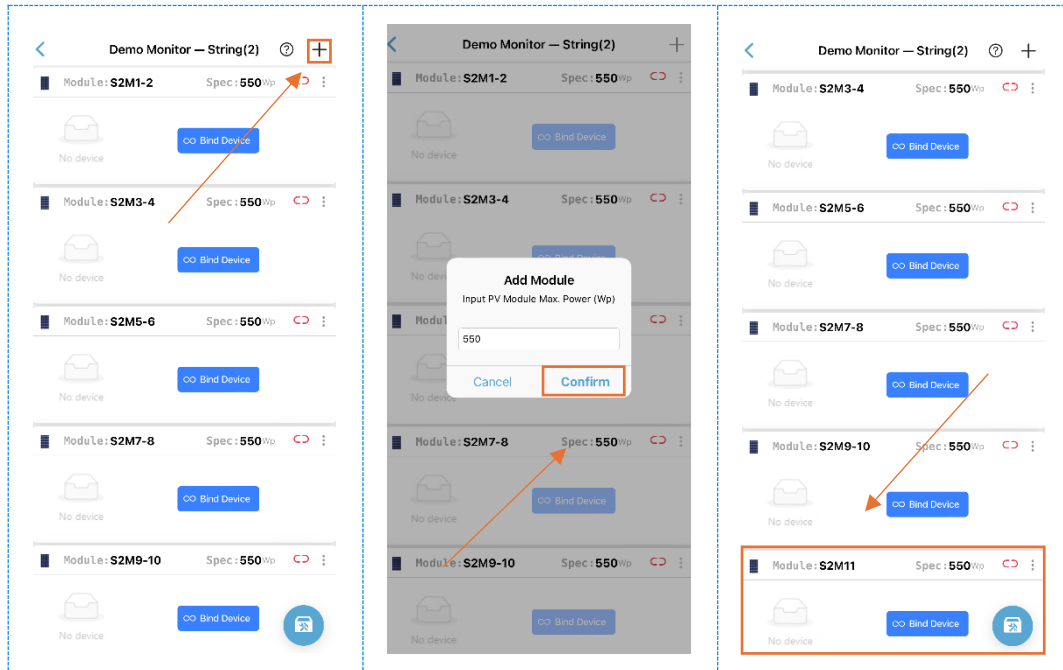 Demo Monitor — String(2)
Module:S2M1-2 Spec:550Wp
No device
Bind Device
Module:S2M3-4 Spec:550Wp
No device
Bind Device
Module:S2M5-6 Spec:550Wp
No device
Bind Device
Module:S2M7-8 Spec:550Wp
No device
Bind Device
Module:S2M9-10 Spec:550Wp
No device
Bind Device
Demo Monitor — String(2)
Module:S2M1-2 Spec:550Wp
No device
Bind Device
Module:S2M3-4 Spec:550Wp
No devi
Bind Device
Add Module
Input PV Module Max. Power (Wp)
Modul
550
Cancel Confirm
No device
Module:S2M7-8 Spec:550Wp
No device
Bind Device
Module:S2M9-10 Spec:550Wp
No device
Bind Device
Demo Monitor — String(2)
Module:S2M3-4 Spec:550Wp
No device
Bind Device
Module:S2M5-6 Spec:550Wp
No device
Bind Device
Module:S2M7-8 Spec:550Wp
No device
Bind Device
Module:S2M9-10 Spec:550Wp
No device
Bind Device
Module:S2M11 Spec:550Wp
No device
Bind Device